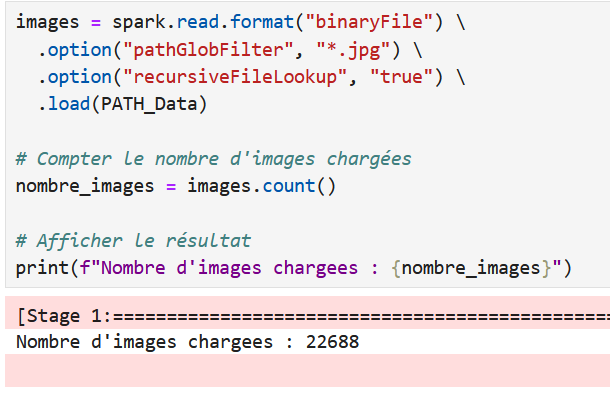 images = spark.read.format("binaryFile") \
  .option("pathGlobFilter", "*.jpg") \
  .option("recursiveFileLookup", "true") \
  .load(PATH_Data)

# Compter le nombre d'images chargées
nombre_images = images.count()

# Afficher le résultat
print(f"Nombre d'images chargees : {nombre_images}")
[Stage 1:===============================================
Nombre d'images chargees : 22688